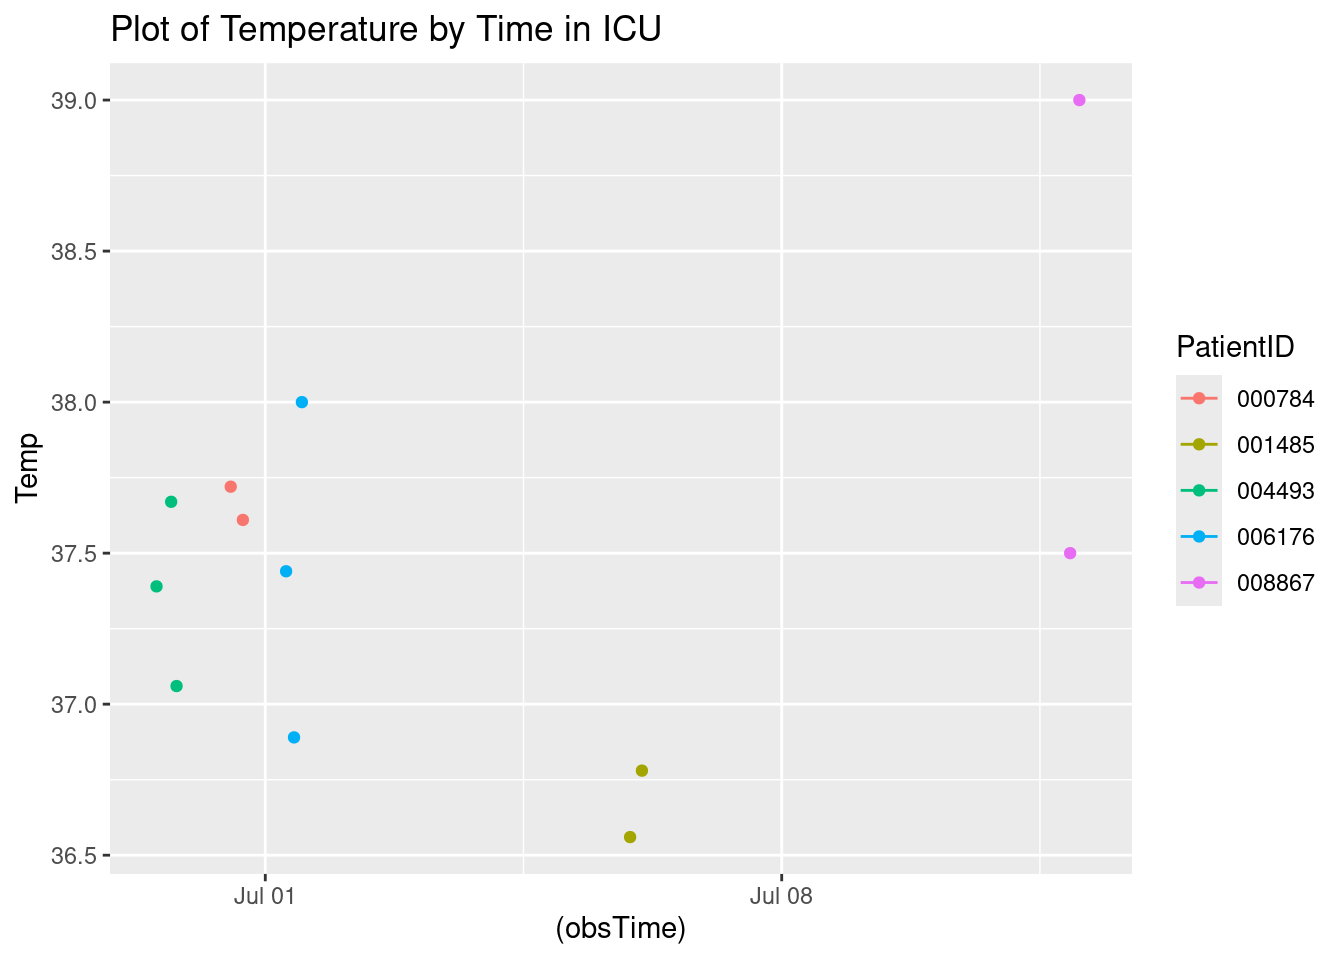 Plot of Temperature by Time in ICU
39.0
38.5
38.0
37.5
37.0
36.5
Temp
Jul 01
Jul 08
(obsTime)
PatientID
000784
001485
004493
006176
008867